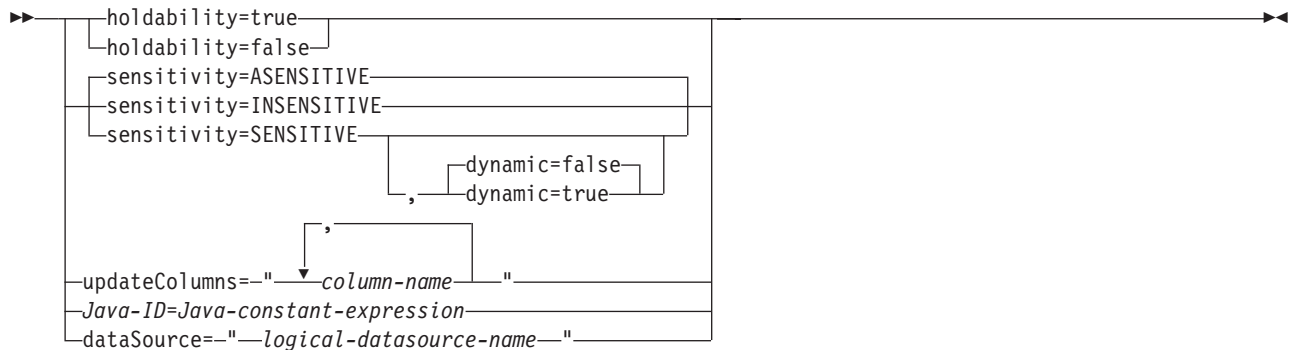 holdability=true
holdability=false
sensitivity=ASENSITIVE
sensitivity=INSENSITIVE
sensitivity=SENSITIVE
dynamic=false
, dynamic=true
,
updateColumns= " column-name "
Java-ID=Java-constant-expression
dataSource= " logical-datasource-name "